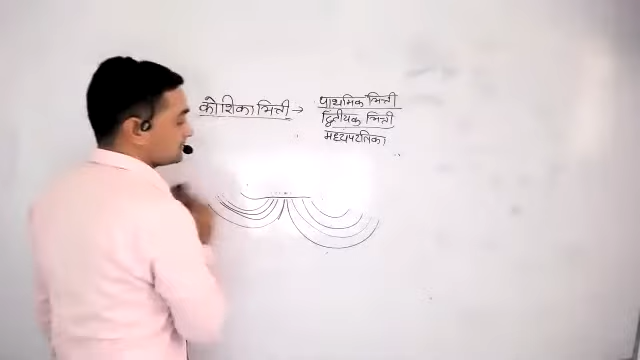 कोशिका भित्ती →
प्राथमिक भित्ती
द्वितीयक भित्ती
मध्यपटलिका